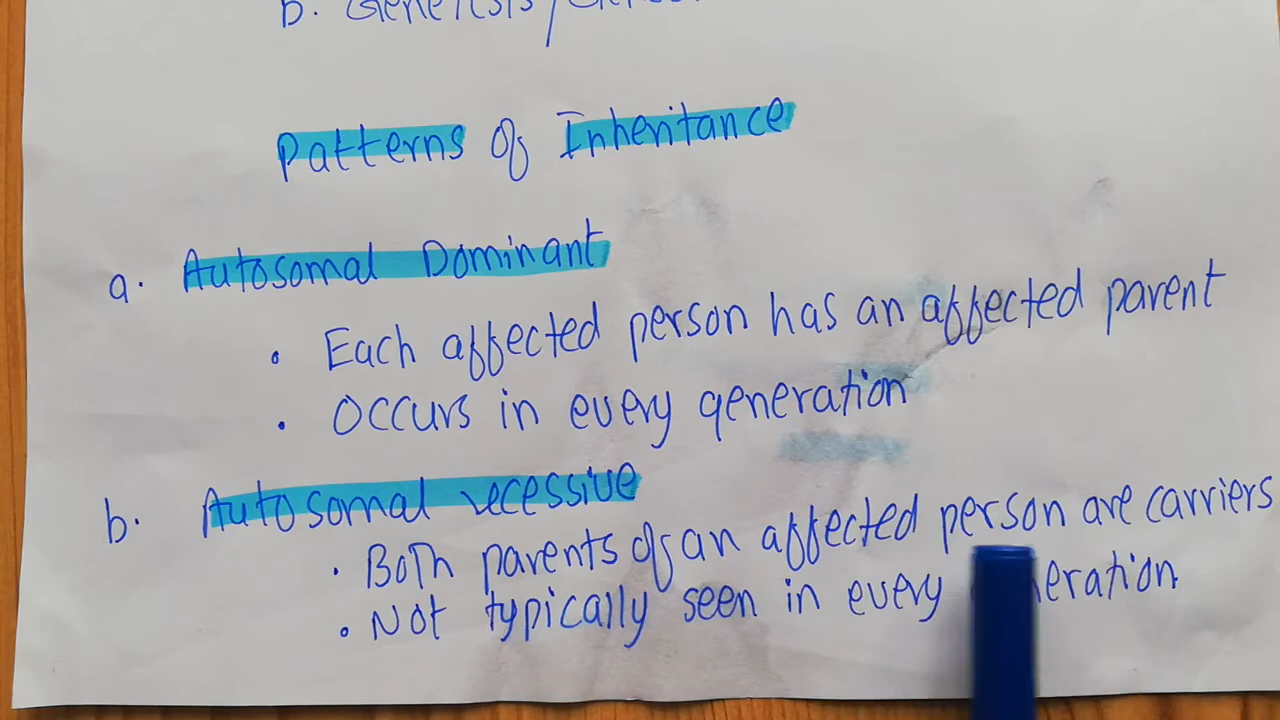 b.
Patterns of Inheritance
a. Autosomal Dominant
• Each affected person has an affected parent
• Occurs in every generation
b. Autosomal recessive
• Both parents of an affected person are carriers
• Not typically seen in every